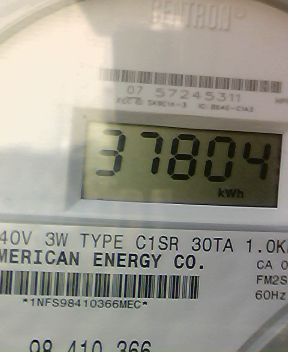 CENTRON®
07 57245311
37804
kWh
40V 3W TYPE C1SR 30TA 1.0K
MERICAN ENERGY CO.
CA 0
FM2S
60Hz
*1NFS98410366MEC*
98 410 366